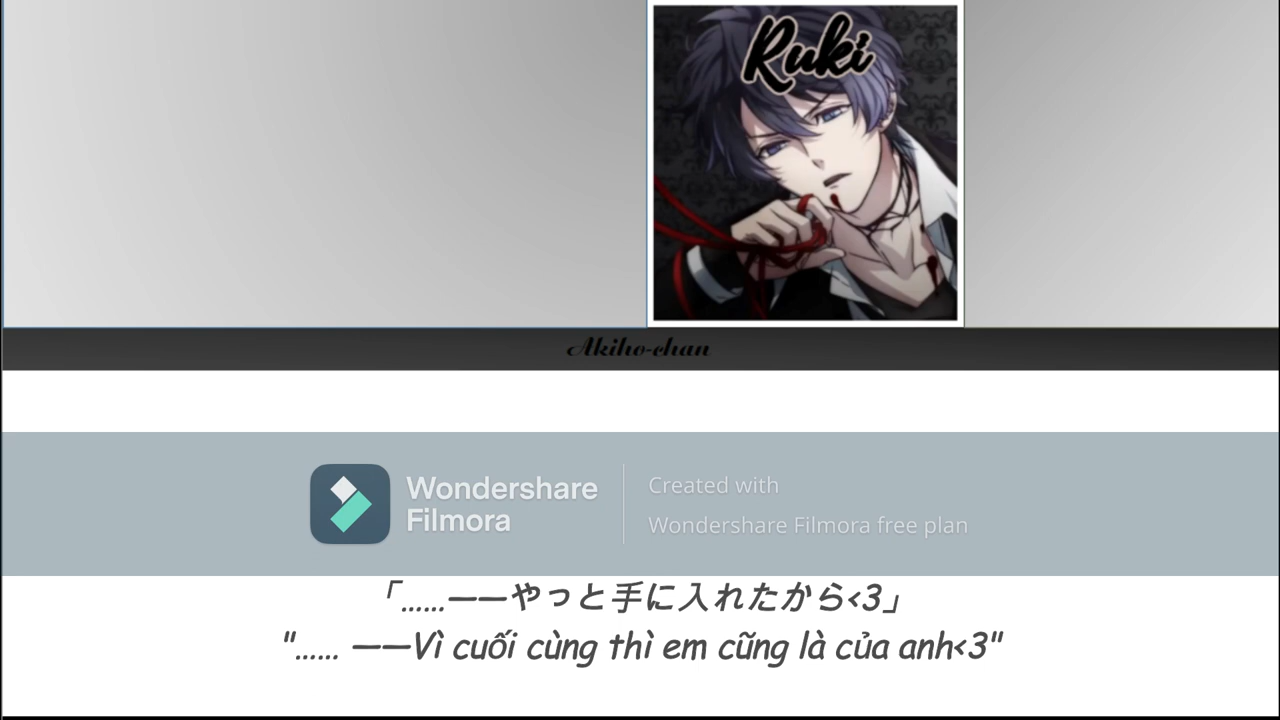 Ruki
Akiho-chan
Wondershare
Filmora
Created with
Wondershare Filmora free plan
「......——やっと手に入れたから<3」
"...... ——Vì cuối cùng thì em cũng là của anh<3"